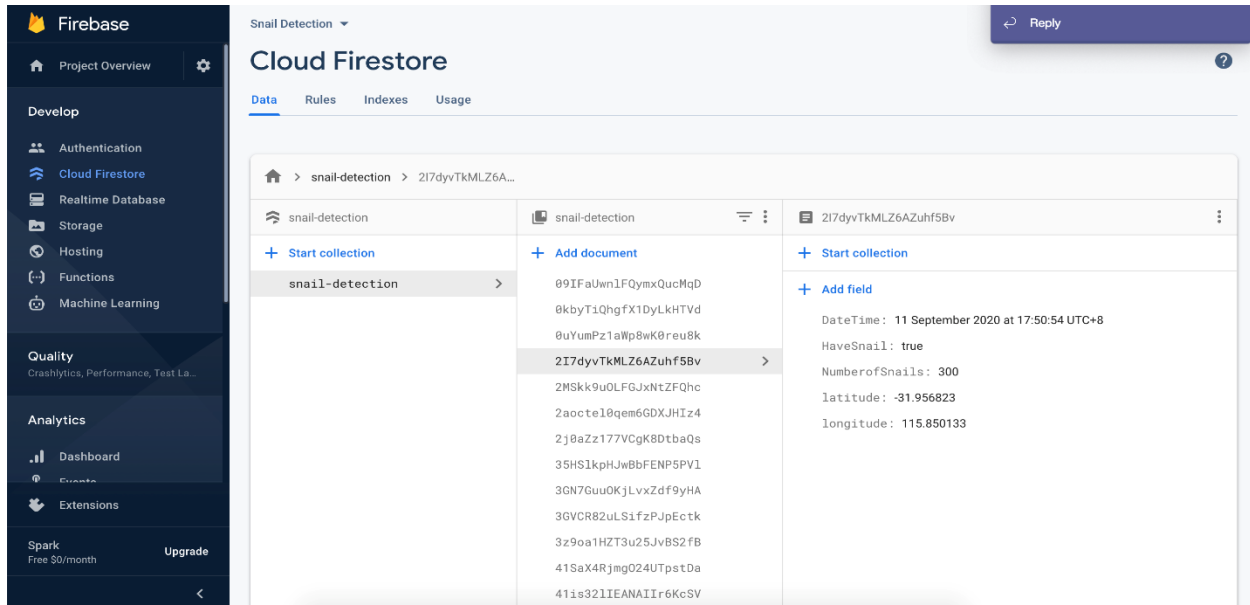 Firebase
Project Overview
Develop
Authentication
Cloud Firestore
Realtime Database
Storage
Hosting
Functions
Machine Learning
Quality
Crashlytics, Performance, Test La...
Analytics
Dashboard
Events
Extensions
Spark
Free $0/month
Upgrade
Snail Detection
Reply
Cloud Firestore
Data Rules Indexes Usage
snail-detection > 2I7dyvTkMLZ6A...
snail-detection
+ Start collection
snail-detection
snail-detection
+ Add document
09IFaUwnlFQymxQucMqD
0kbyTiQhgfX1DyLkHTVd
0uYumPz1aWp8wK0reu8k
2I7dyvTkMLZ6AZuhf5Bv
2MSkk9uOLFGJxNtZFQhc
2aoctel0qem6GDXJHIz4
2j0aZz177VCgK8DtbaQs
35HSlkpHJwBbFENP5PVl
3GN7GuuOKjLvxZdf9yHA
3GVCR82uLSifzPJpEctk
3z9oa1HZT3u25JvBS2fB
41SaX4RjmgO24UTpstDa
41is32lIEANAIIr6KcSV
2I7dyvTkMLZ6AZuhf5Bv
+ Start collection
+ Add field
DateTime: 11 September 2020 at 17:50:54 UTC+8
HaveSnail: true
NumberofSnails: 300
latitude: -31.956823
longitude: 115.850133